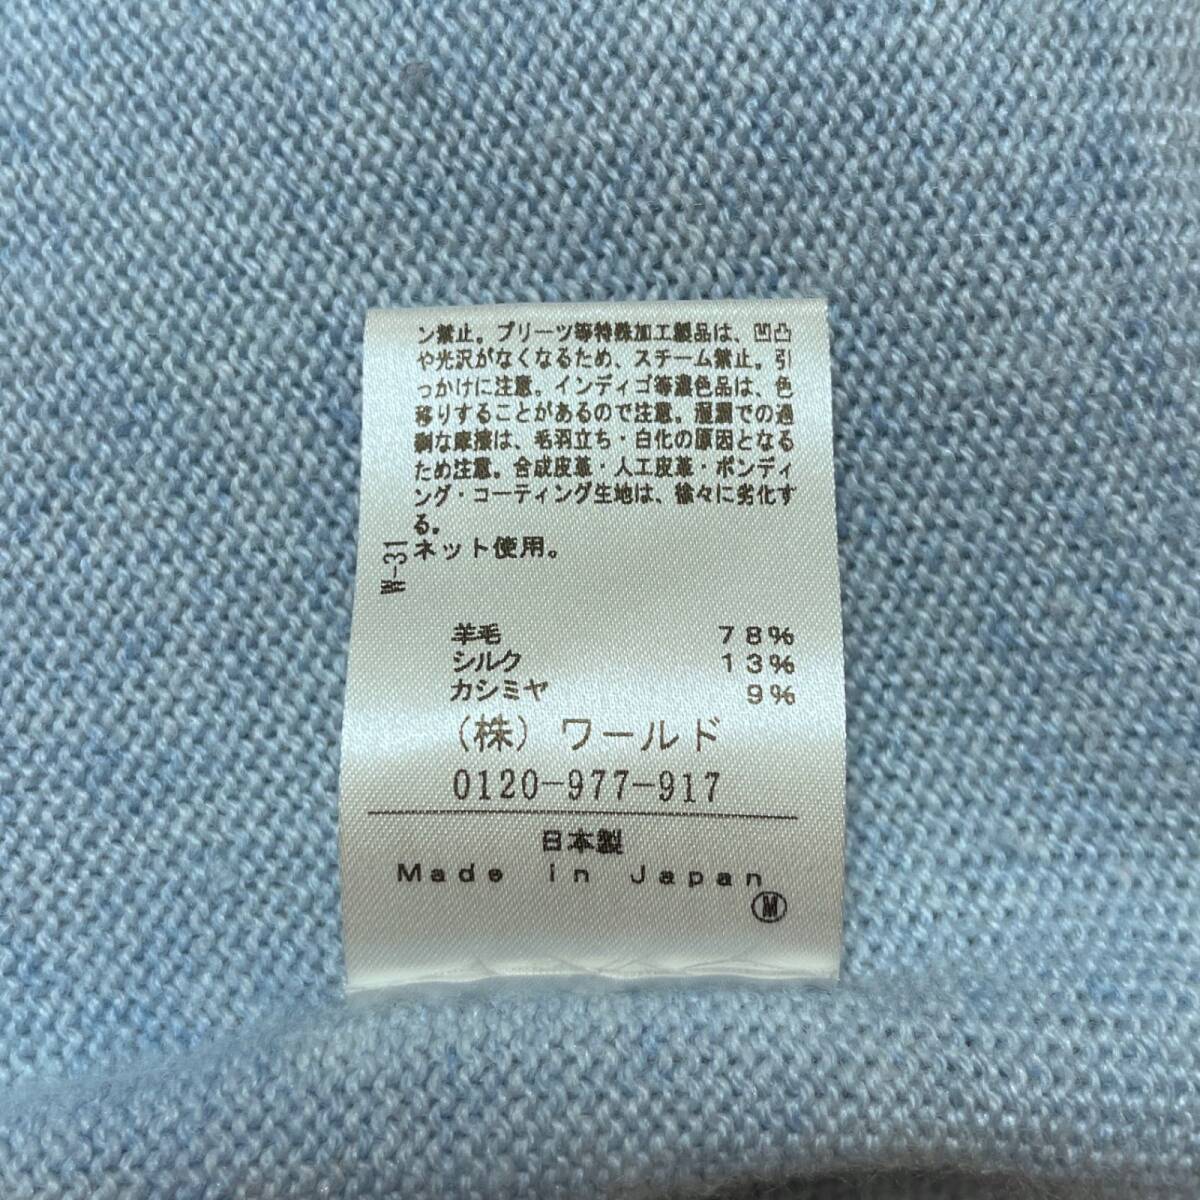 ン禁止。プリーツ等特殊加工製品は、凹凸
や光沢がなくなるため、スチーム禁止。引
っかけに注意。インディゴ等濃色品は、色
移りすることがあるので注意。湿潤での過
剰な摩擦は、毛羽立ち・白化の原因となる
ため注意。合成皮革・人工皮革・ボンディ
ング・コーティング生地は、徐々に劣化す
る。
ネット使用。
W-31
羊毛 78%
シルク 13%
カシミヤ 9%
(株) ワールド
0120-977-917
日本製
Made in Japan
Ⓜ